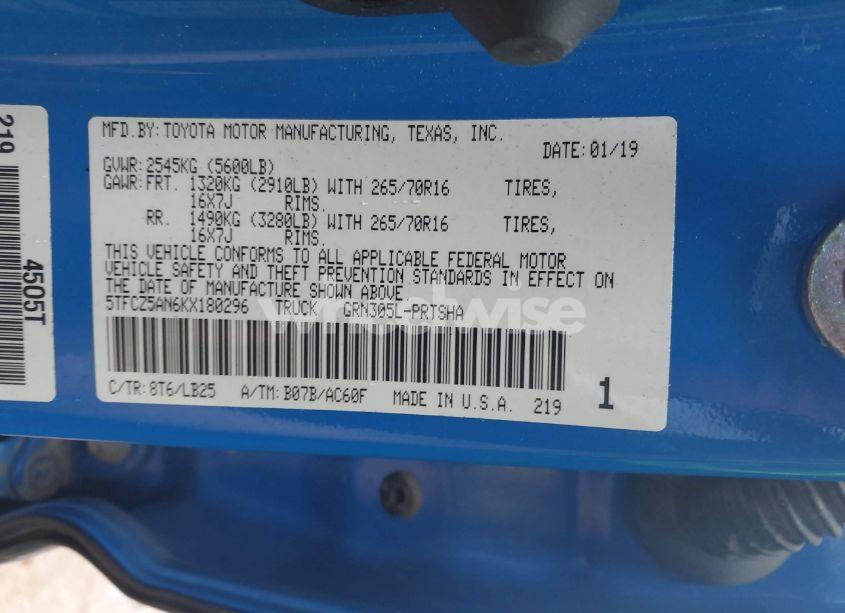 MFD.BY:TOYOTA MOTOR MANUFACTURING, TEXAS, INC.
DATE:01/19
GVWR:2545KG (5600LB)
GAWR:FRT. 1320KG (2910LB) WITH 265/70R16 TIRES,
16X7J RIMS.
RR. 1490KG (3280LB) WITH 265/70R16 TIRES,
16X7J RIMS.
THIS VEHICLE CONFORMS TO ALL APPLICABLE FEDERAL MOTOR
VEHICLE SAFETY AND THEFT PREVENTION STANDARDS IN EFFECT ON
THE DATE OF MANUFACTURE SHOWN ABOVE.
5TFCZ5AN6KX180296 TRUCK GRN305L-PRTSHA
C/TR:8T6/LB25 A/TM:B07B/AC60F MADE IN U.S.A. 219 1
219
4505T
wheelwise